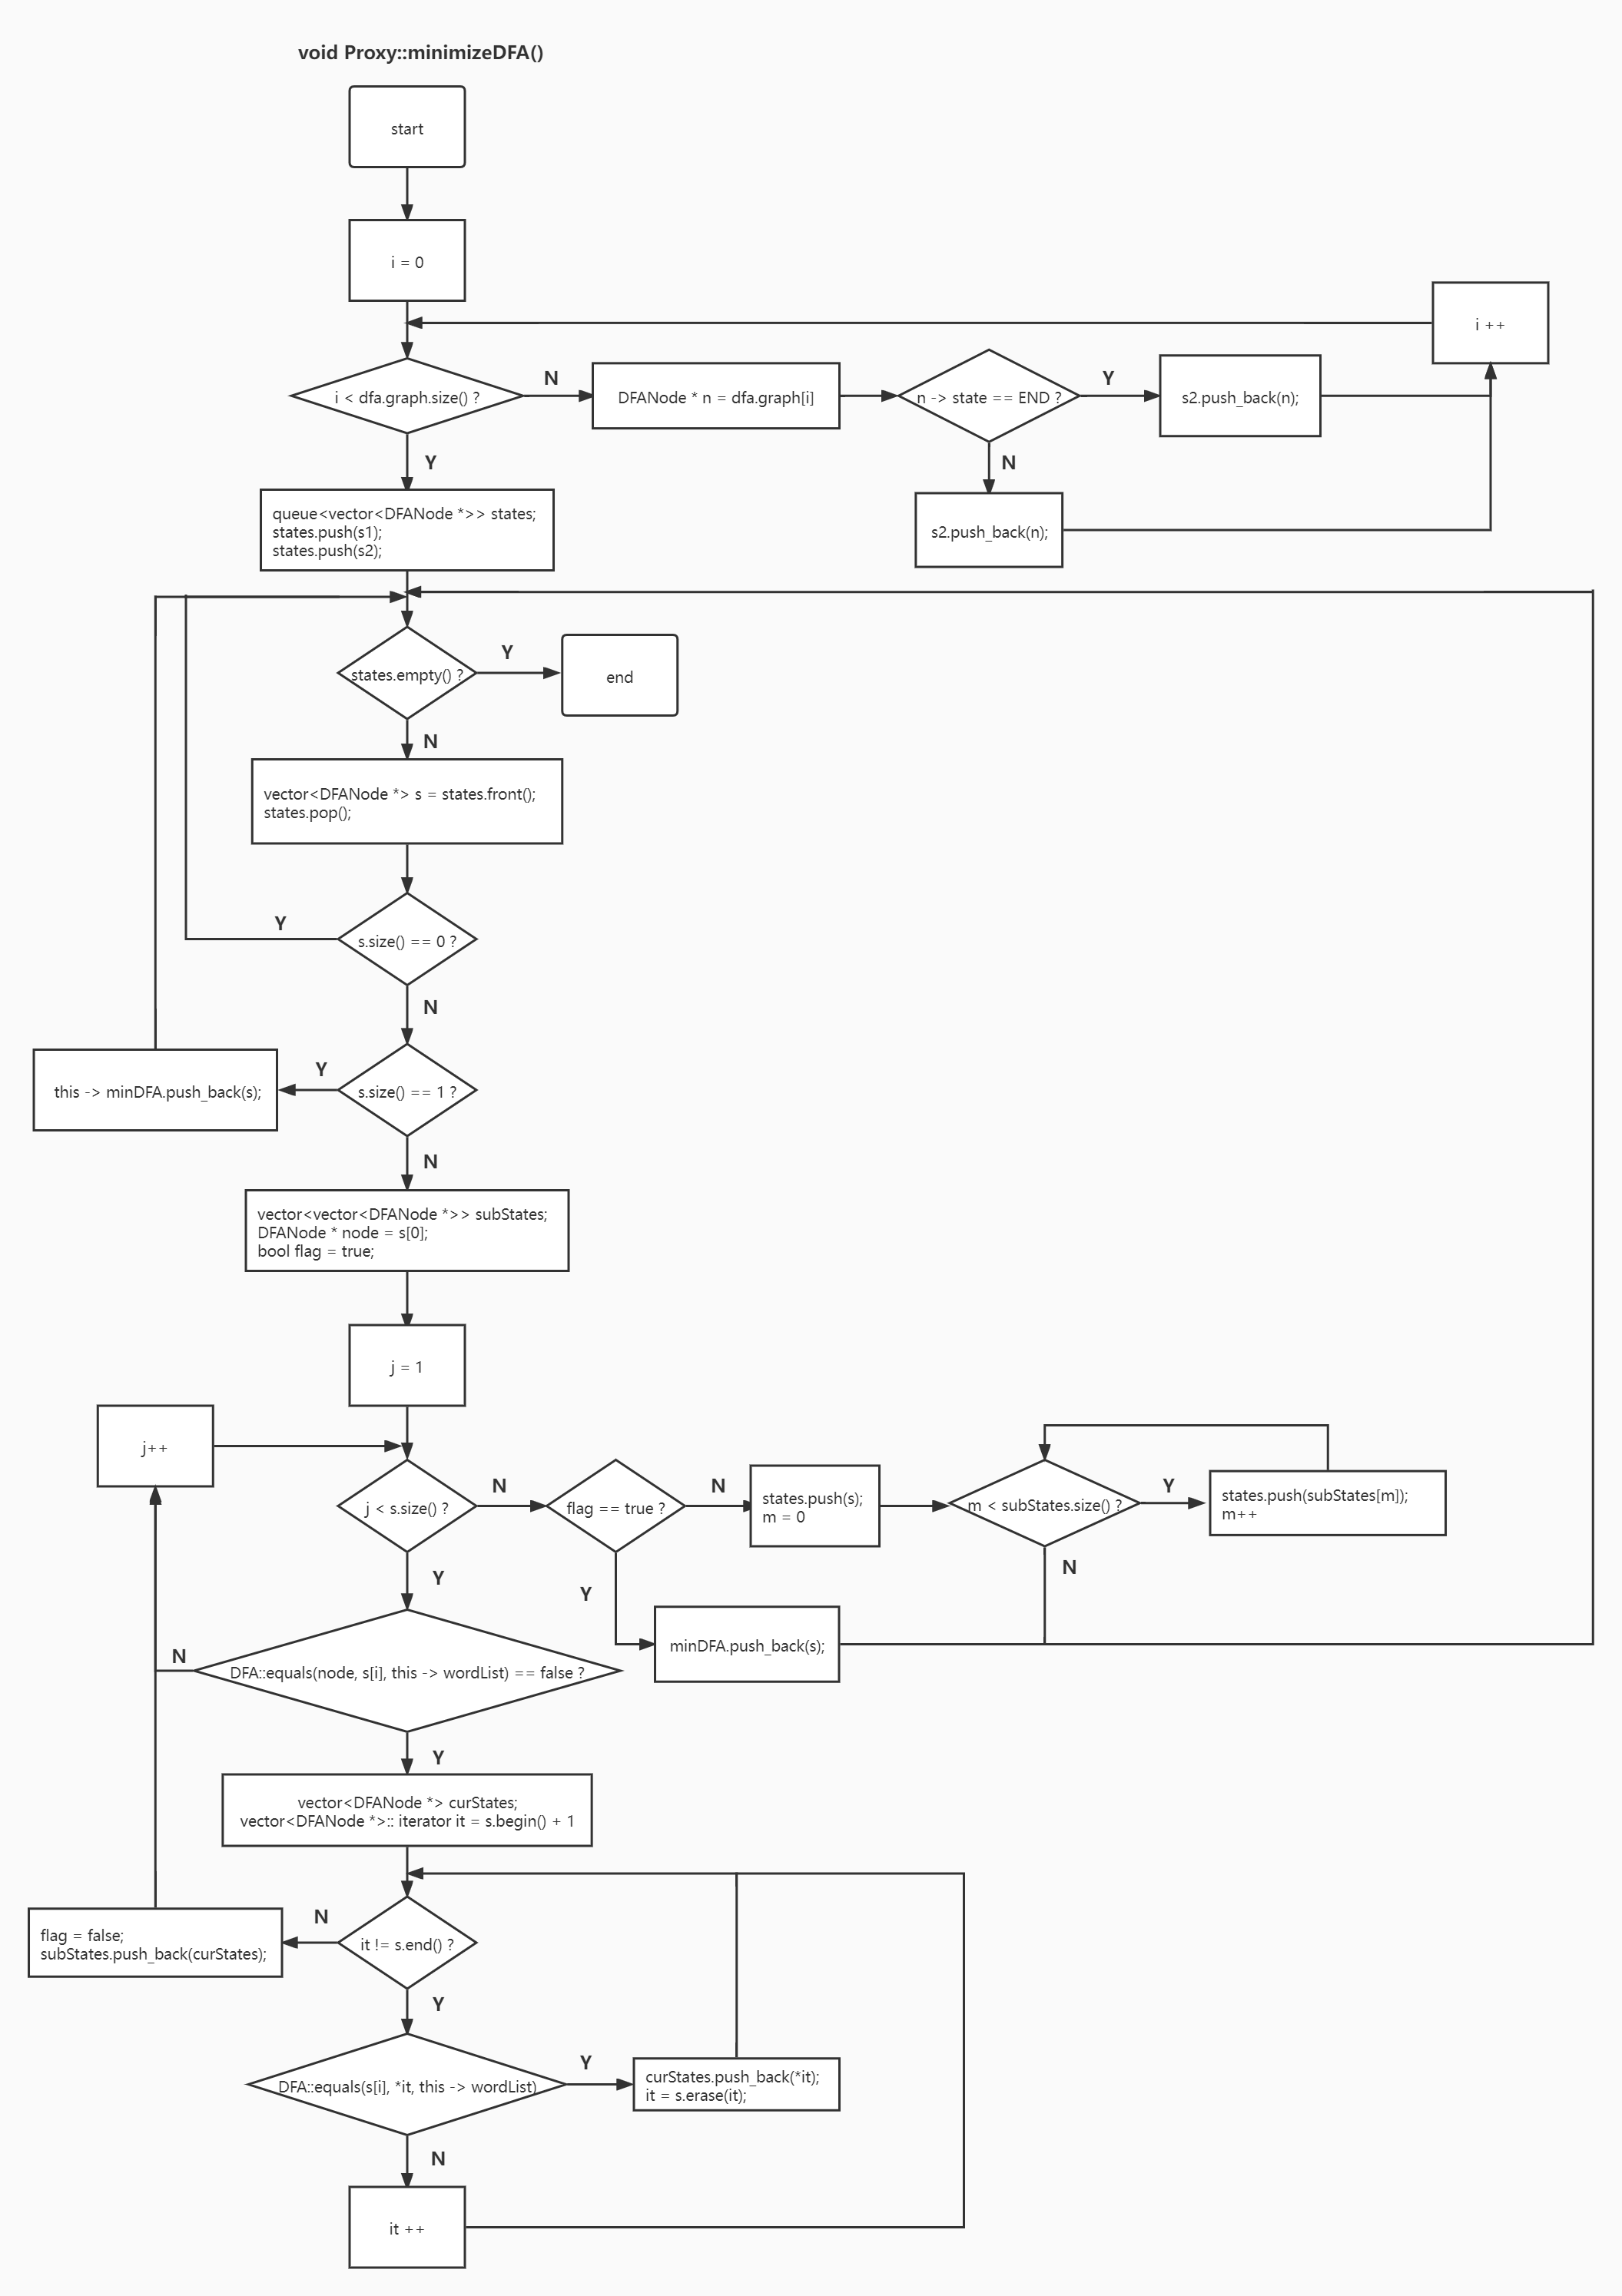 void Proxy::minimizeDFA()
start
i = 0
i ++
i < dfa.graph.size() ?
N
DFANode * n = dfa.graph[i]
n -> state == END ?
Y
s2.push_back(n);
Y
N
queue<vector<DFANode *>> states;
states.push(s1);
states.push(s2);
s2.push_back(n);
states.empty() ?
Y
end
N
vector<DFANode *> s = states.front();
states.pop();
Y
s.size() == 0 ?
N
this -> minDFA.push_back(s);
Y
s.size() == 1 ?
N
vector<vector<DFANode *>> subStates;
DFANode * node = s[0];
bool flag = true;
j = 1
j++
j < s.size() ?
N
flag == true ?
N
states.push(s);
m = 0
m < subStates.size() ?
Y
states.push(subStates[m]);
m++
Y
Y
N
minDFA.push_back(s);
N
DFA::equals(node, s[i], this -> wordList) == false ?
Y
vector<DFANode *> curStates;
vector<DFANode *>:: iterator it = s.begin() + 1
flag = false;
subStates.push_back(curStates);
N
it != s.end() ?
Y
DFA::equals(s[i], *it, this -> wordList)
Y
curStates.push_back(*it);
it = s.erase(it);
N
it ++